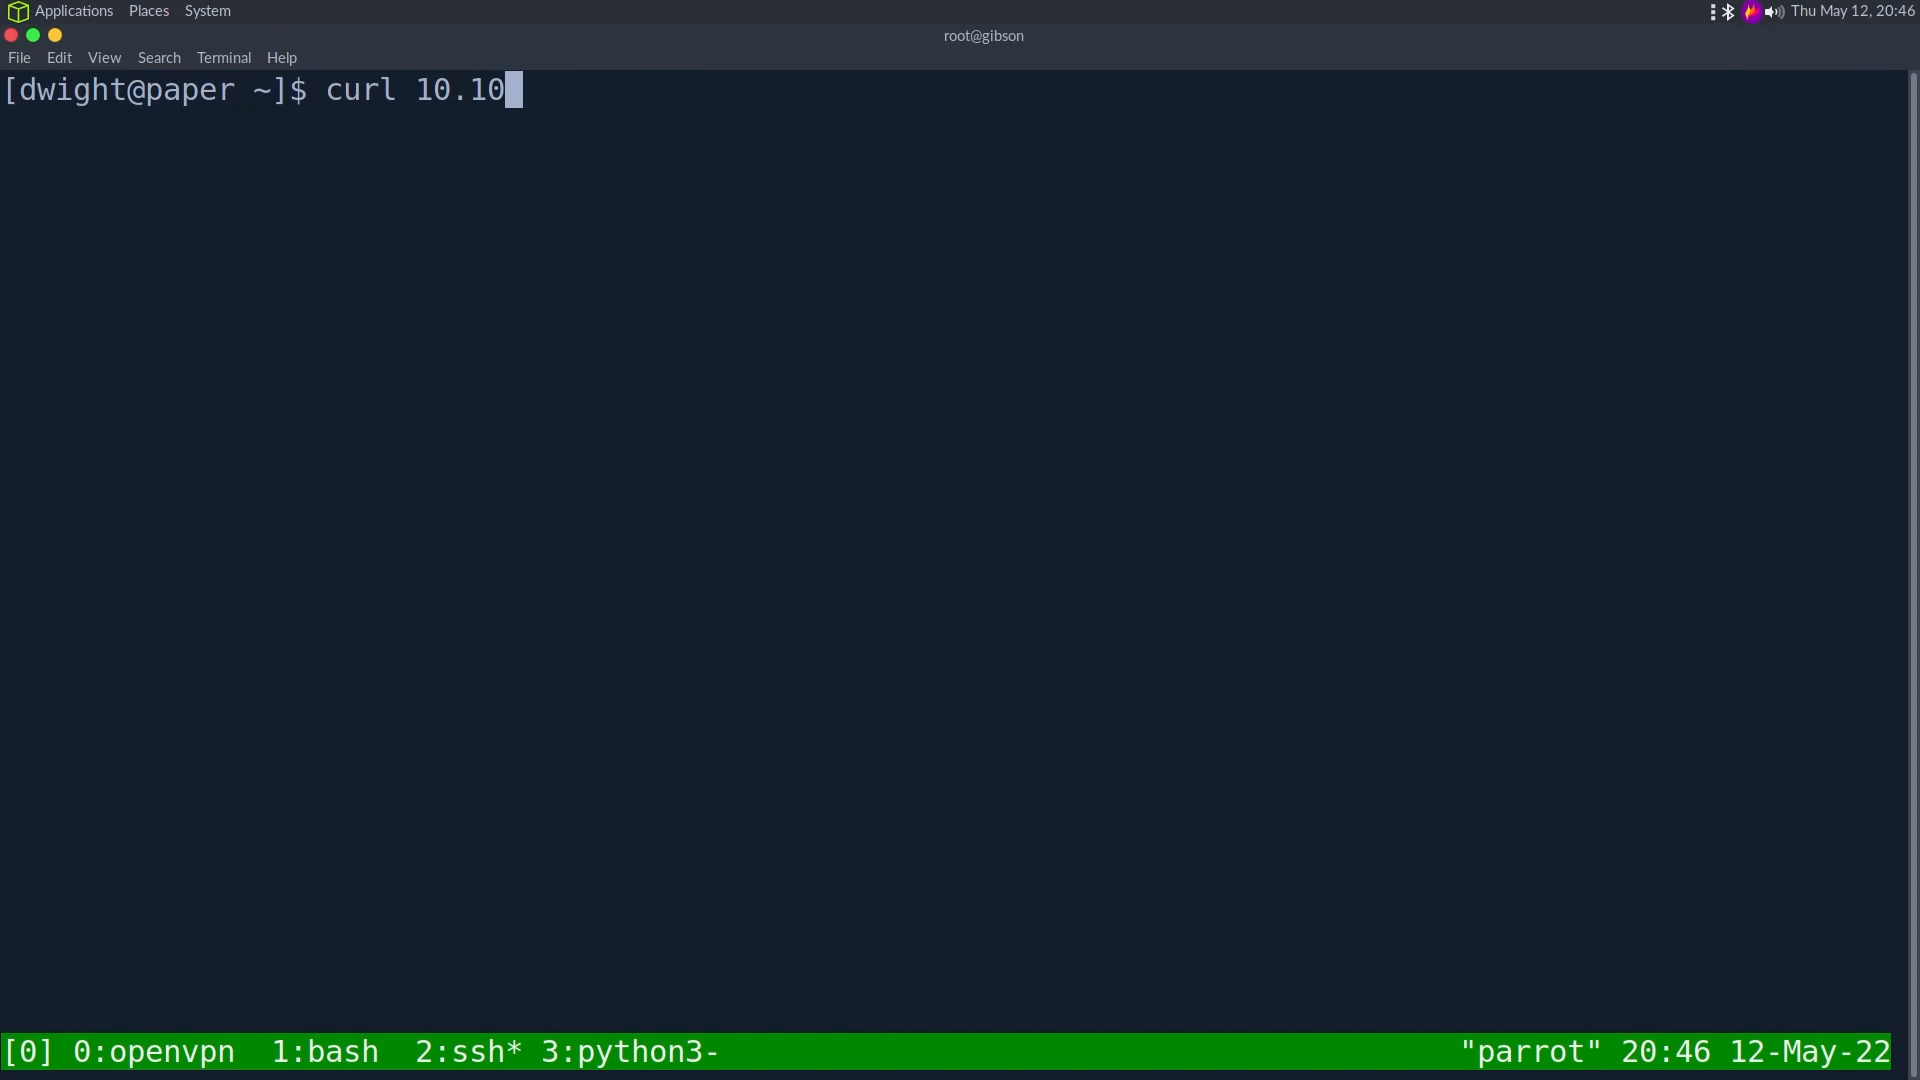 Applications Places System Thu May 12, 20:46
root@gibson
File Edit View Search Terminal Help
[dwight@paper ~]$ curl 10.10
[0] 0:openvpn  1:bash  2:ssh* 3:python3- "parrot" 20:46 12-May-22